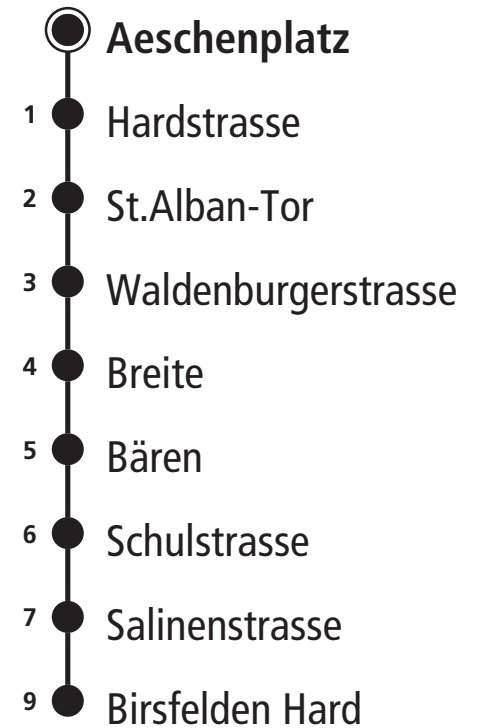 Aeschenplatz
1 Hardstrasse
2 St.Alban-Tor
3 Waldenburgerstrasse
4 Breite
5 Bären
6 Schulstrasse
7 Salinenstrasse
9 Birsfelden Hard